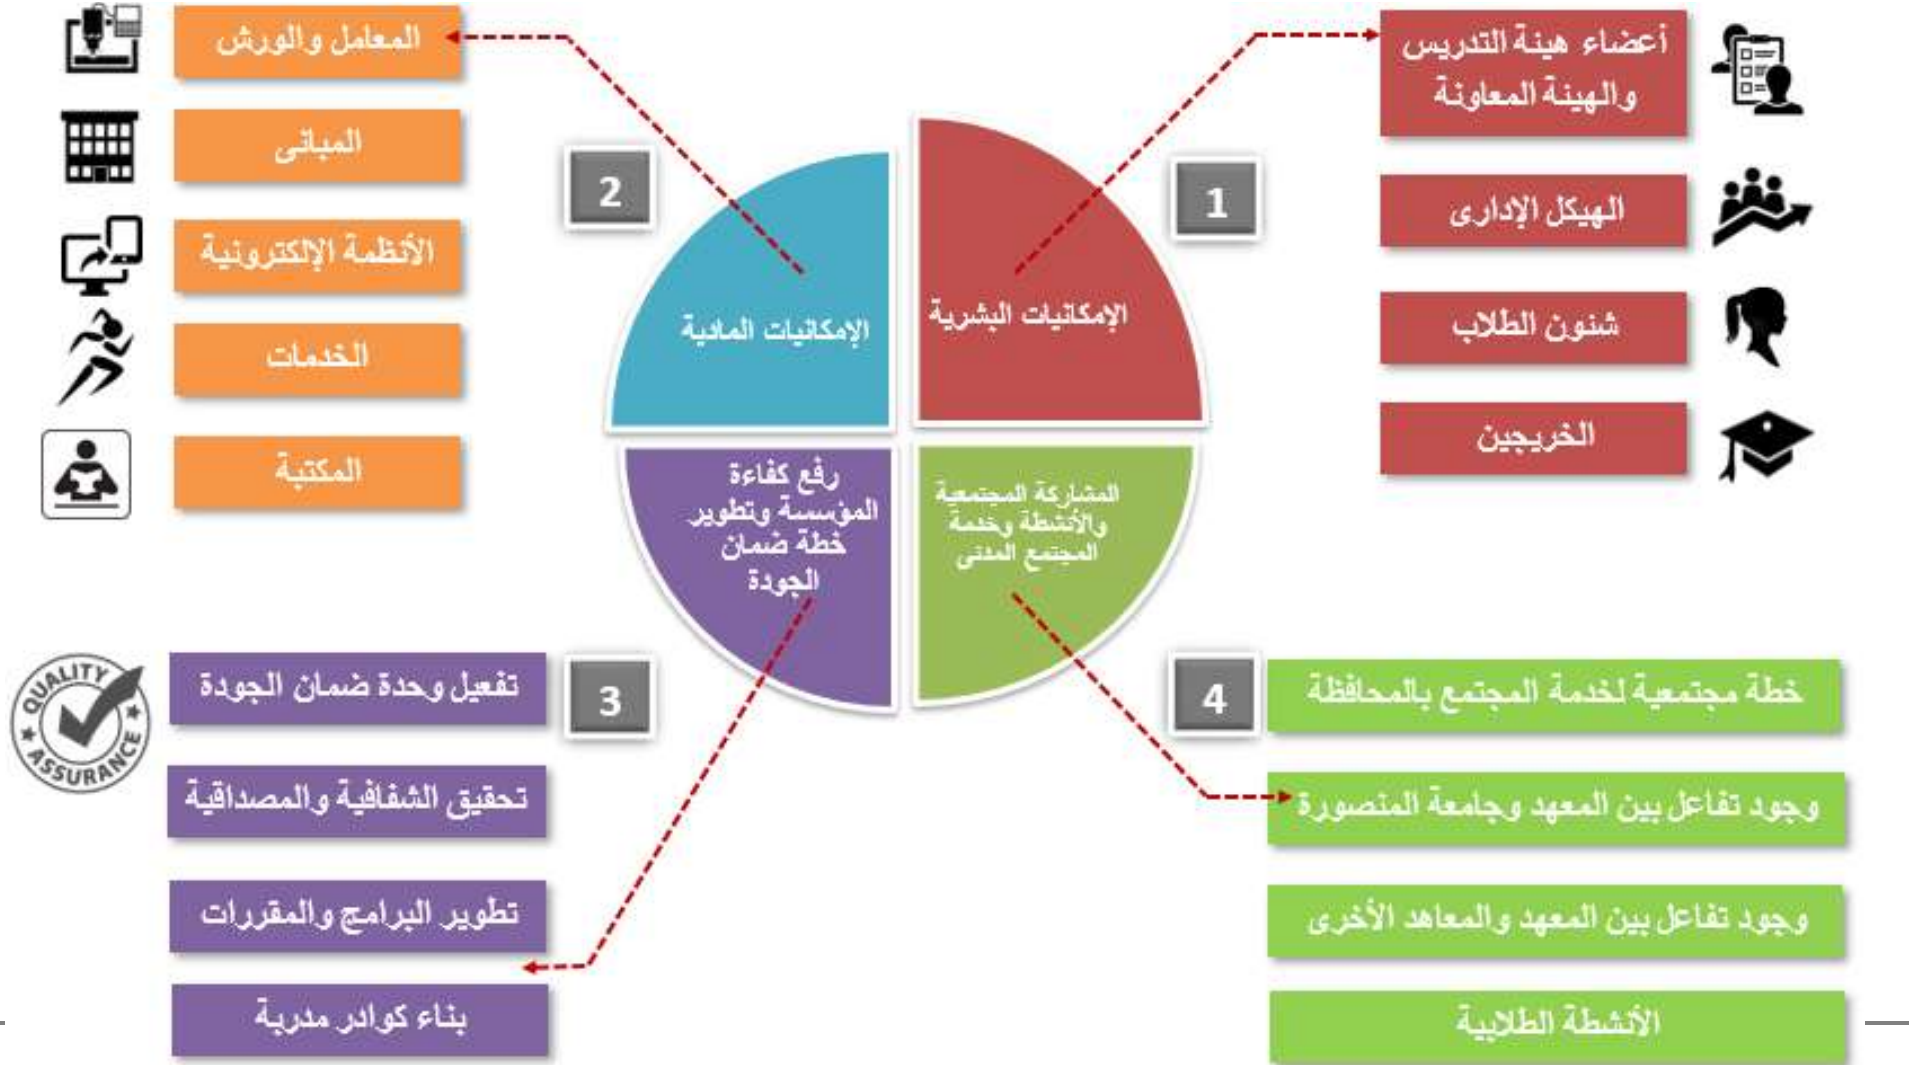 أعضاء هيئة التدريس
والهيئة المعاونة
الهيكل الإدارى
شئون الطلاب
الخريجين
1
الإمكانيات البشرية
المعامل والورش
المبانى
الأنظمة الإلكترونية
الخدمات
المكتبة
2
الإمكانيات المادية
رفع كفاءة
المؤسسة وتطوير
خطة ضمان
الجودة
3
تفعيل وحدة ضمان الجودة
تحقيق الشفافية والمصداقية
تطوير البرامج والمقررات
بناء كوادر مدربة
QUALITY
ASSURANCE
المشاركة المجتمعية
والأنشطة وخدمة
المجتمع المدنى
4
خطة مجتمعية لخدمة المجتمع بالمحافظة
وجود تفاعل بين المعهد وجامعة المنصورة
وجود تفاعل بين المعهد والمعاهد الأخرى
الأنشطة الطلابية